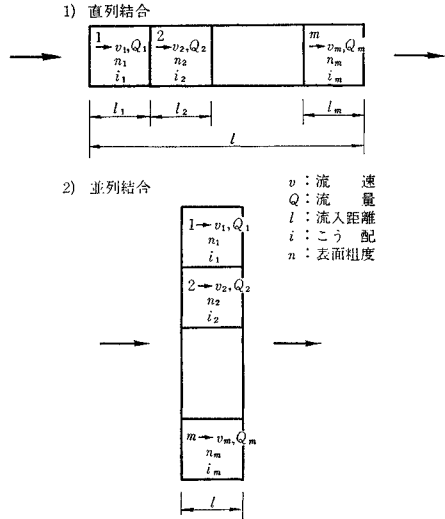 1) 直列結合
1 → v₁,Q₁ n₁ i₁
2 → v₂,Q₂ n₂ i₂
m → vₘ,Qₘ nₘ iₘ
l₁ l₂ lₘ
l
2) 並列結合
v：流　速
Q：流　量
l：流入距離
i：こう　配
n：表面粗度
1 → v₁,Q₁
n₁
i₁
2 → v₂,Q₂
n₂
i₂
m → vₘ,Qₘ
nₘ
iₘ
l